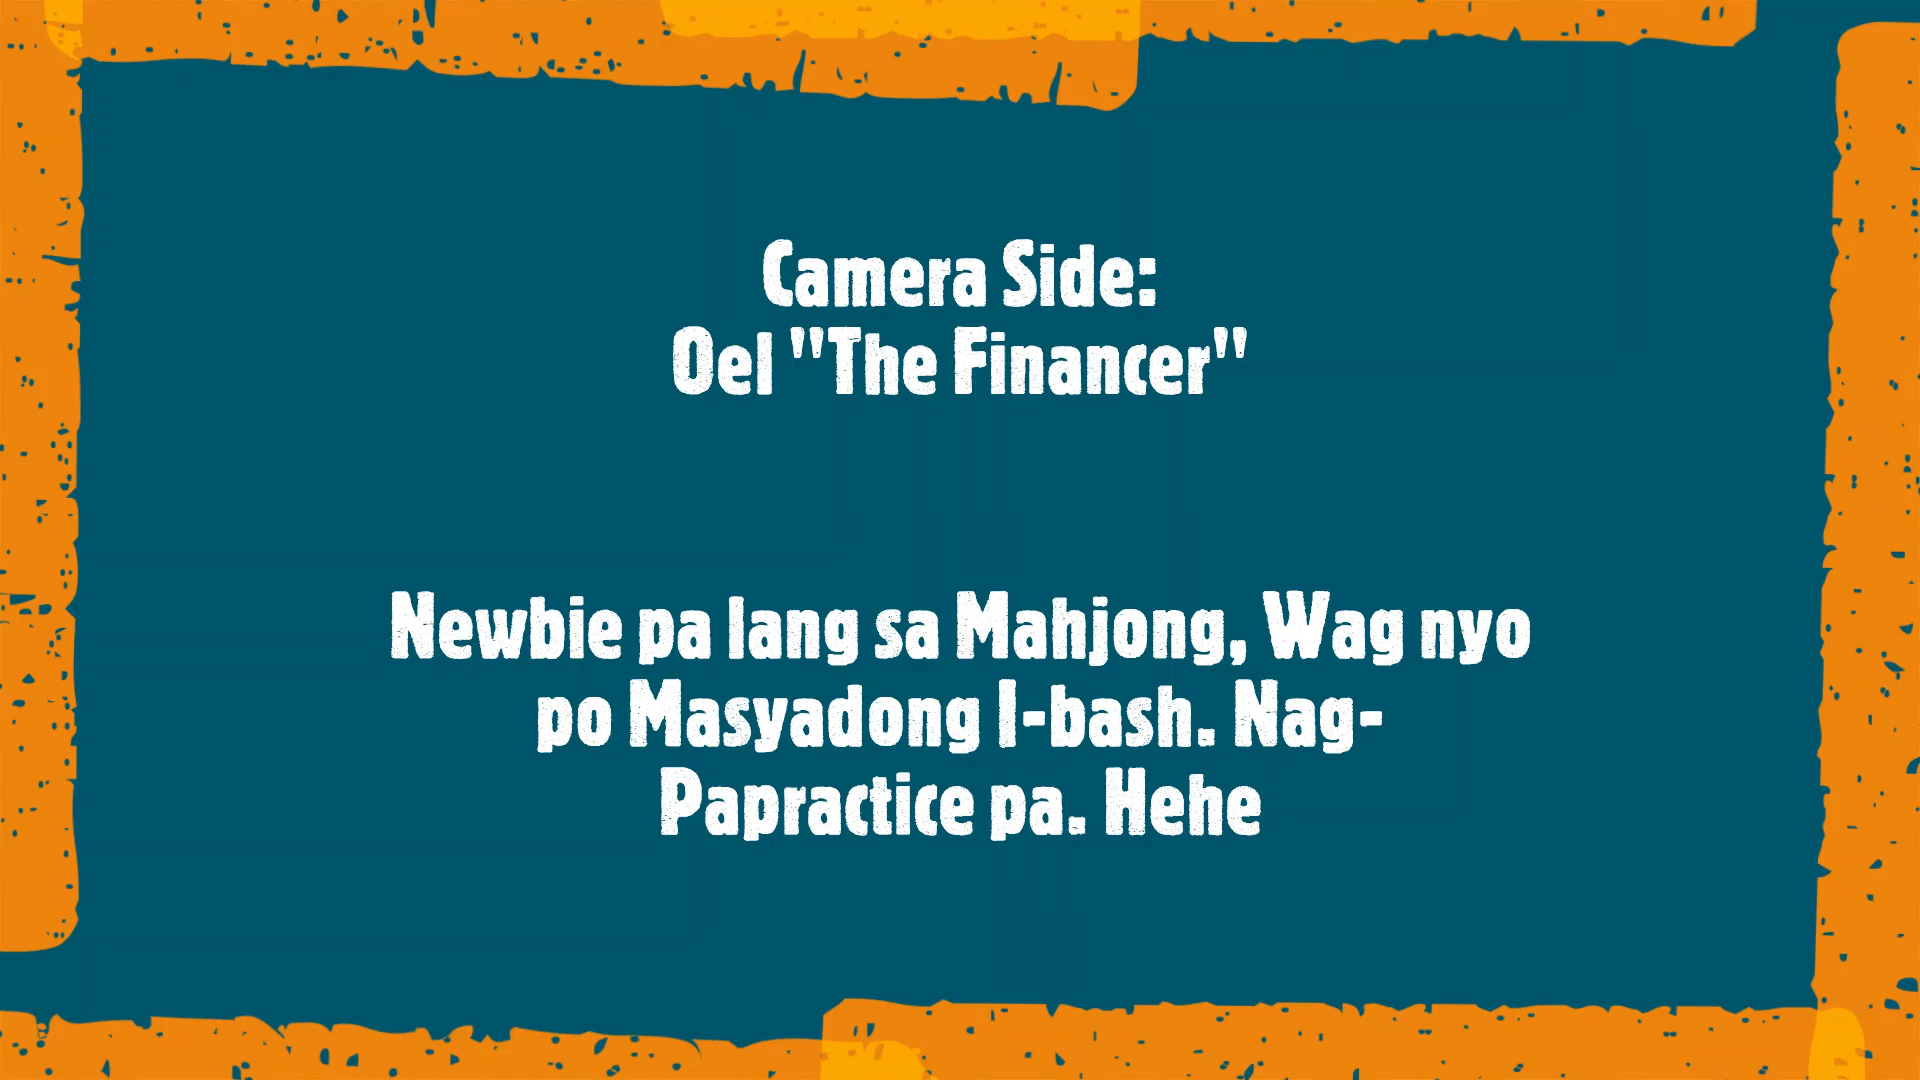 Camera Side:
Oel "The Financer"
Newbie pa lang sa Mahjong, Wag nyo
po Masyadong I-bash. Nag-
Papractice pa. Hehe